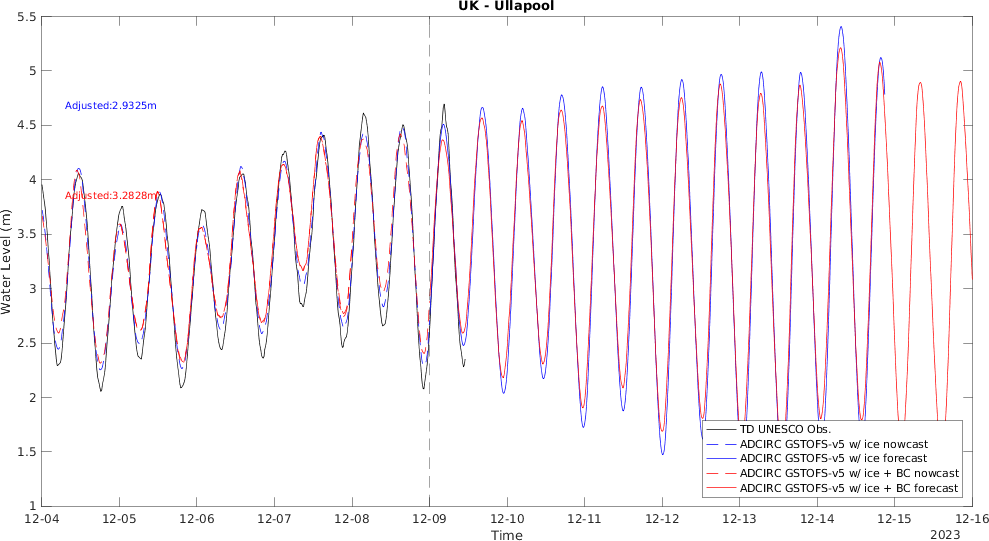 UK - Ullapool
5.5
5
4.5
4
3.5
3
2.5
2
1.5
1
Water Level (m)
Adjusted:2.9325m
Adjusted:3.2828m
TD UNESCO Obs.
ADCIRC GSTOFS-v5 w/ ice nowcast
ADCIRC GSTOFS-v5 w/ ice forecast
ADCIRC GSTOFS-v5 w/ ice + BC nowcast
ADCIRC GSTOFS-v5 w/ ice + BC forecast
12-04 12-05 12-06 12-07 12-08 12-09 12-10 12-11 12-12 12-13 12-14 12-15 12-16
Time
2023